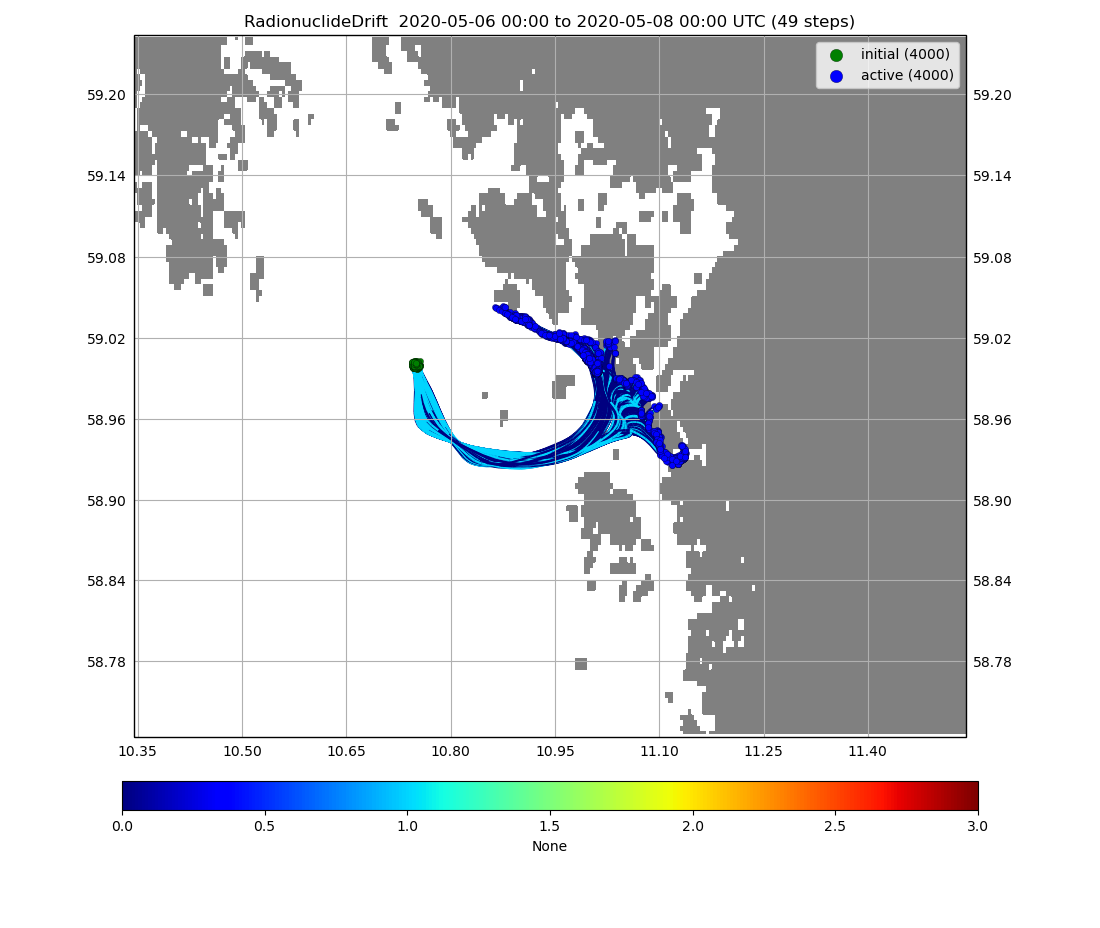 RadionuclideDrift  2020-05-06 00:00 to 2020-05-08 00:00 UTC (49 steps)
initial (4000)
active (4000)
59.20 59.20
59.14 59.14
59.08 59.08
59.02 59.02
58.96 58.96
58.90 58.90
58.84 58.84
58.78 58.78
10.35 10.50 10.65 10.80 10.95 11.10 11.25 11.40
0.0 0.5 1.0 1.5 2.0 2.5 3.0
None